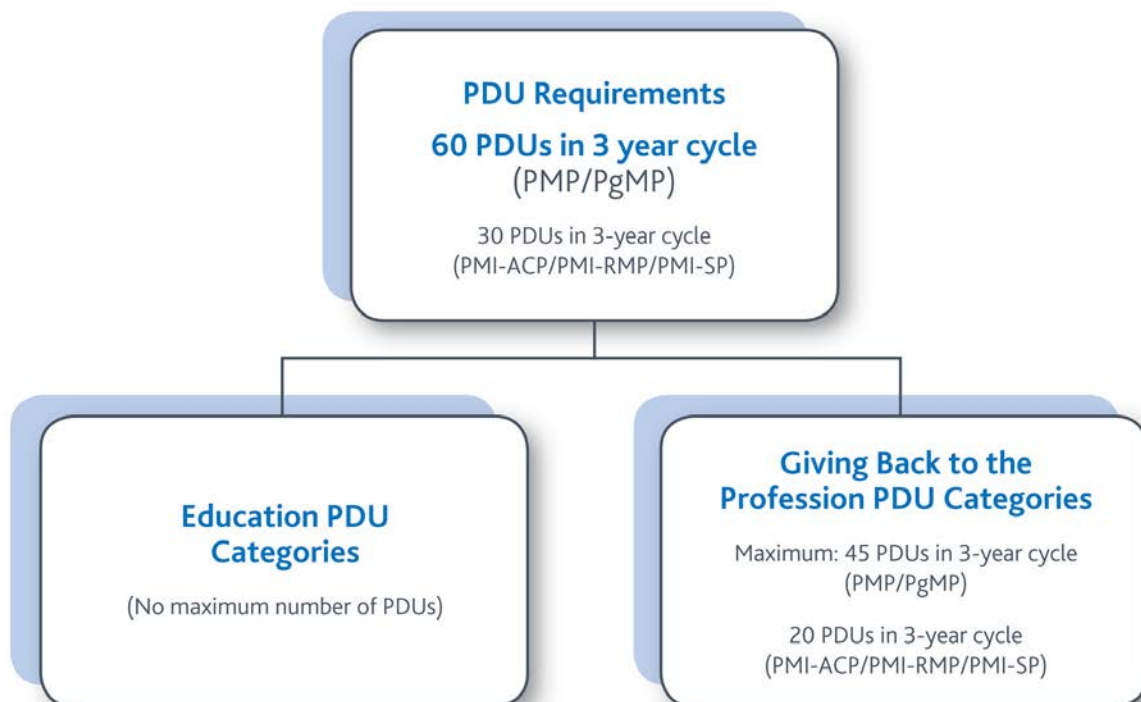 PDU Requirements
60 PDUs in 3 year cycle
(PMP/PgMP)
30 PDUs in 3-year cycle
(PMI-ACP/PMI-RMP/PMI-SP)
Education PDU
Categories
(No maximum number of PDUs)
Giving Back to the
Profession PDU Categories
Maximum: 45 PDUs in 3-year cycle
(PMP/PgMP)
20 PDUs in 3-year cycle
(PMI-ACP/PMI-RMP/PMI-SP)